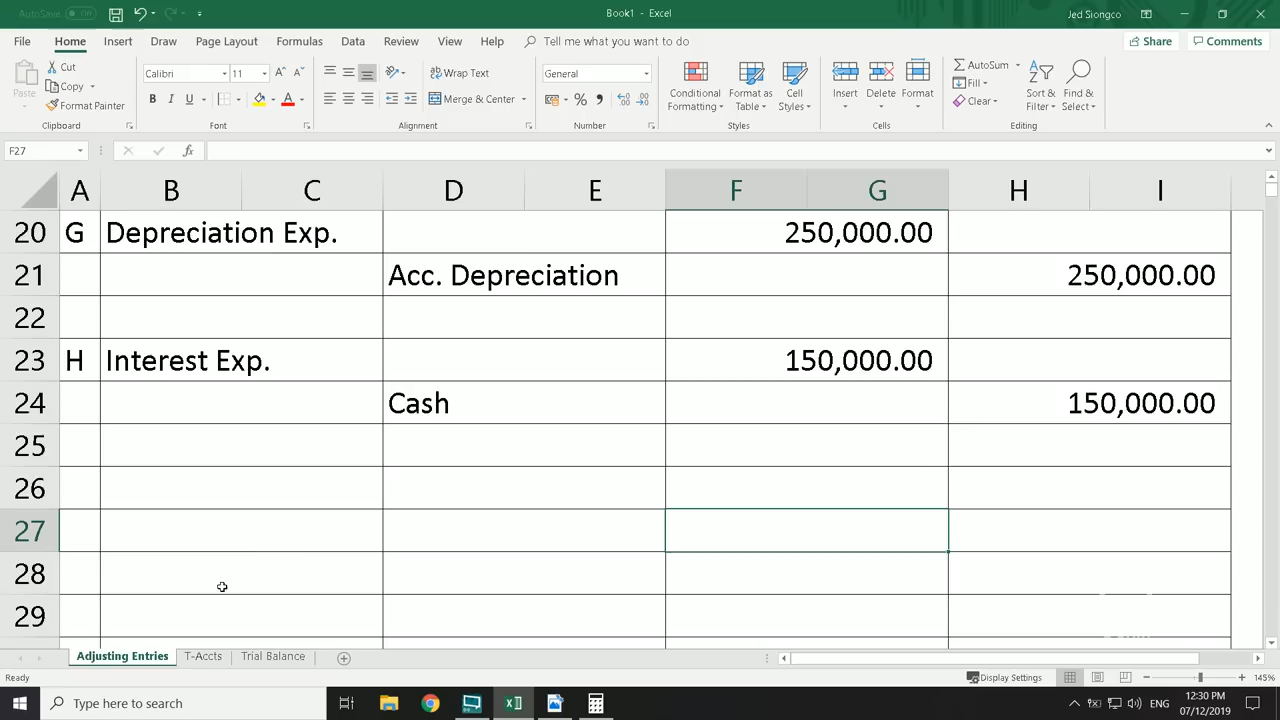 AutoSave Off Book1 - Excel Jed Siongco
File Home Insert Draw Page Layout Formulas Data Review View Help Tell me what you want to do Share Comments
Paste Cut Copy Format Painter Clipboard
Calibri 11 A A B I U A Font
Wrap Text Merge & Center Alignment
General % , Number
Conditional Formatting Format as Table Cell Styles Styles
Insert Delete Format Cells
AutoSum Fill Clear Sort & Filter Find & Select Editing
F27 fx
A B C D E F G H I
20 G Depreciation Exp. 250,000.00
21 Acc. Depreciation 250,000.00
22
23 H Interest Exp. 150,000.00
24 Cash 150,000.00
25
26
27
28
29
Adjusting Entries T-Accts Trial Balance
Ready Display Settings 145%
Type here to search ENG 12:30 PM
07/12/2019